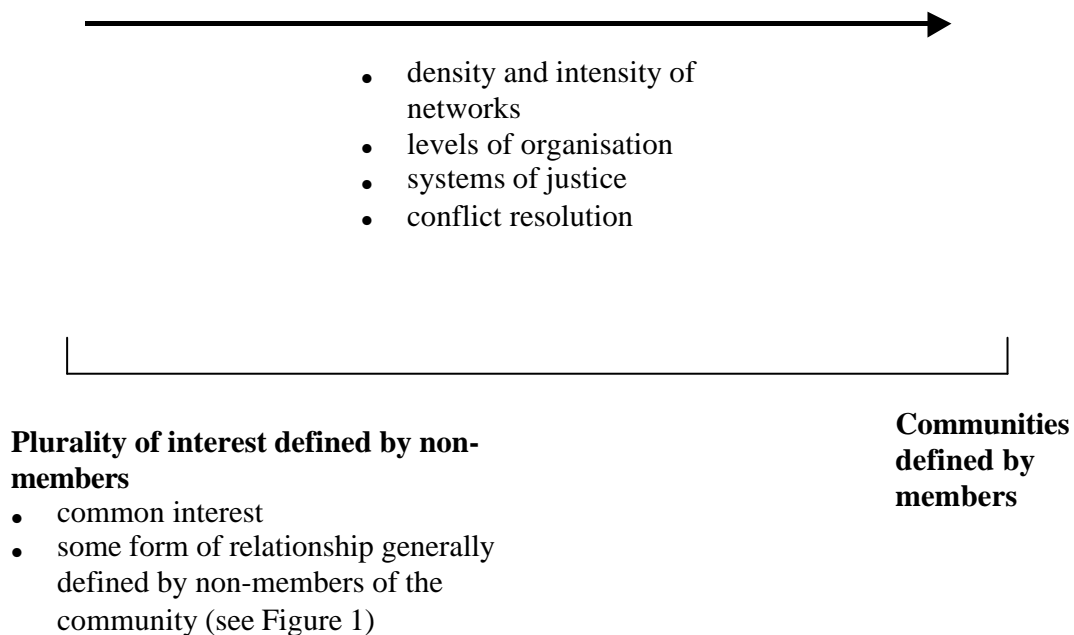 • density and intensity of
networks
• levels of organisation
• systems of justice
• conflict resolution
Plurality of interest defined by non-
members
• common interest
• some form of relationship generally
defined by non-members of the
community (see Figure 1)
Communities
defined by
members